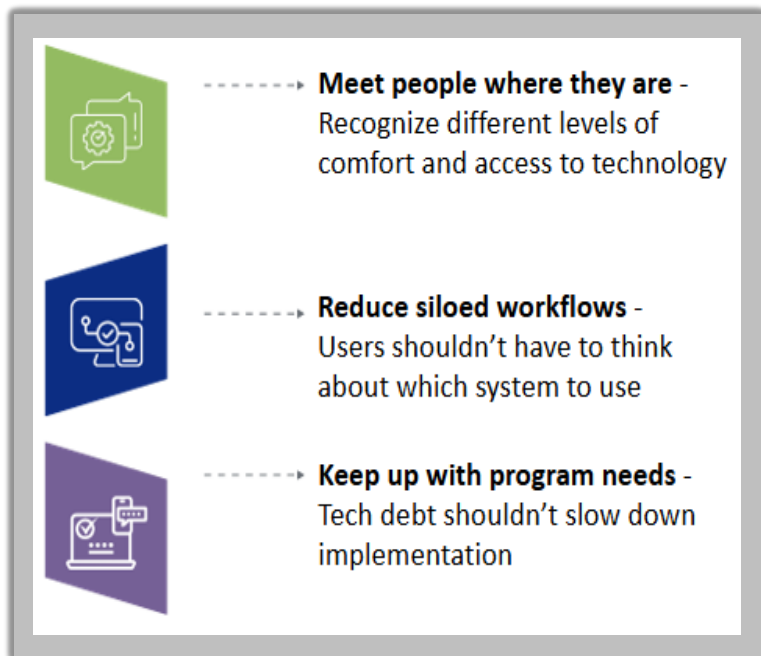 Meet people where they are -
Recognize different levels of
comfort and access to technology
Reduce siloed workflows -
Users shouldn’t have to think
about which system to use
Keep up with program needs -
Tech debt shouldn’t slow down
implementation